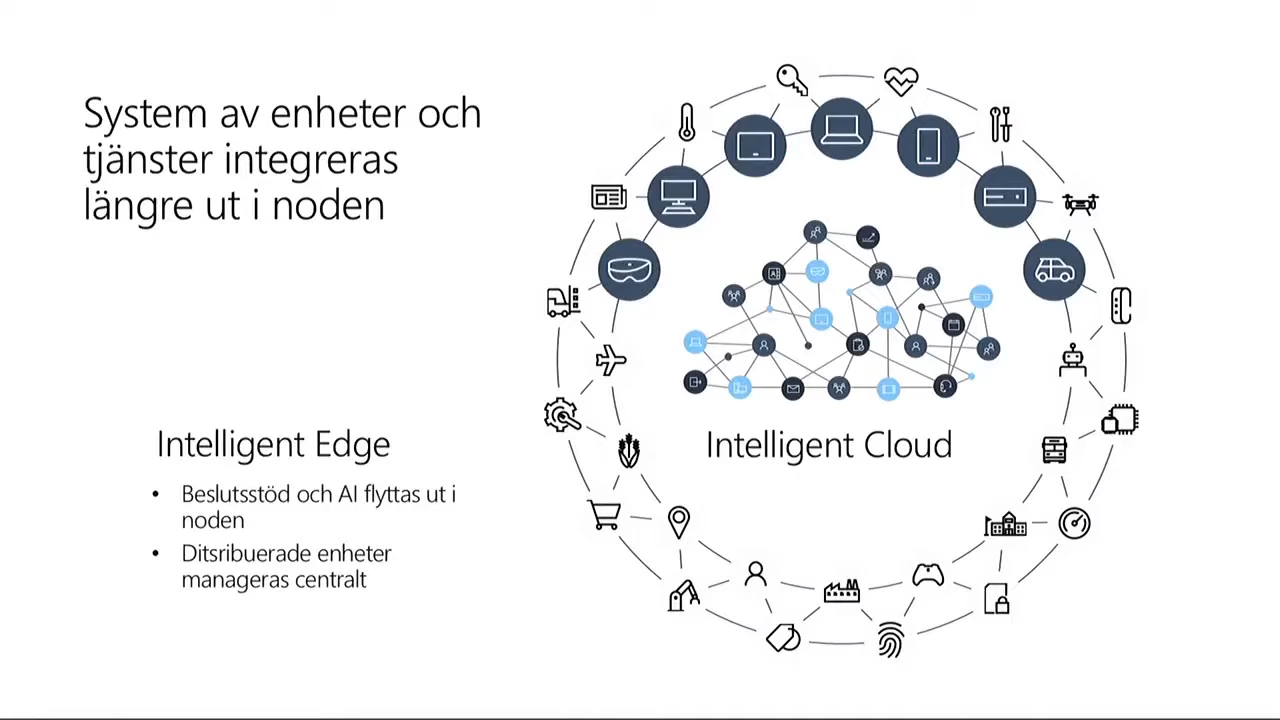 System av enheter och
tjänster integreras
längre ut i noden
Intelligent Edge
• Beslutsstöd och AI flyttas ut i
noden
• Ditsribuerade enheter
manageras centralt
Intelligent Cloud